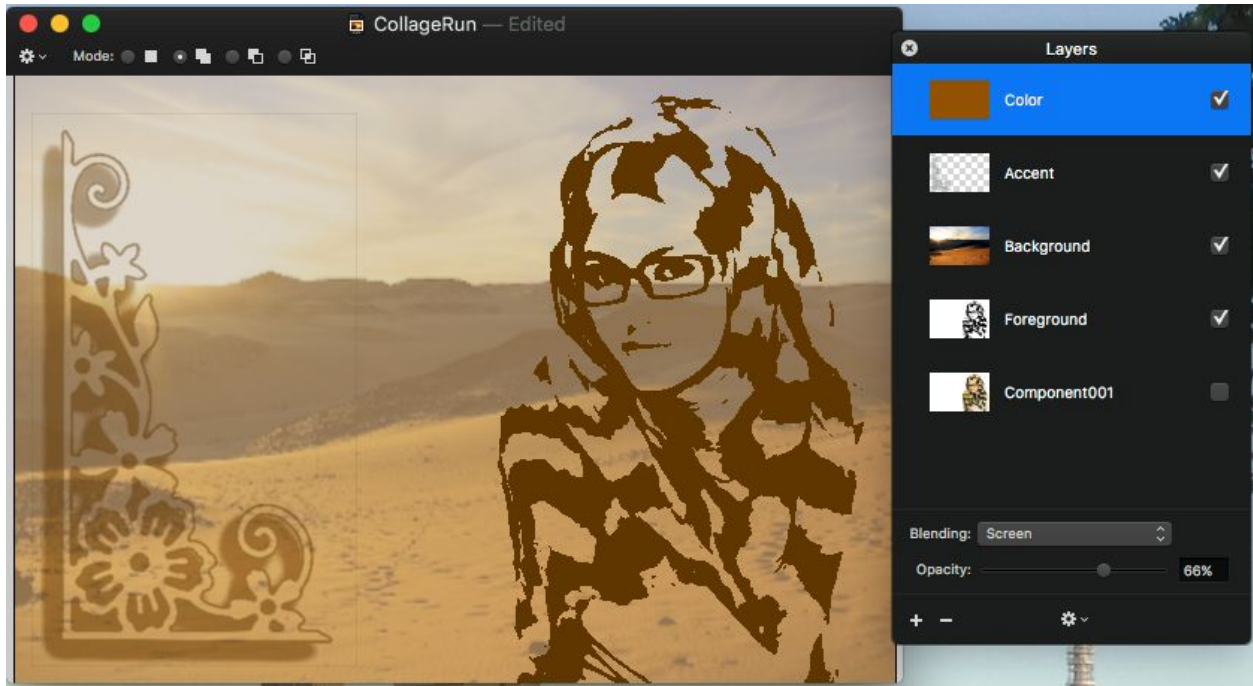 CollageRun — Edited
Mode:
Layers
Color
Accent
Background
Foreground
Component001
Blending: Screen
Opacity: 66%